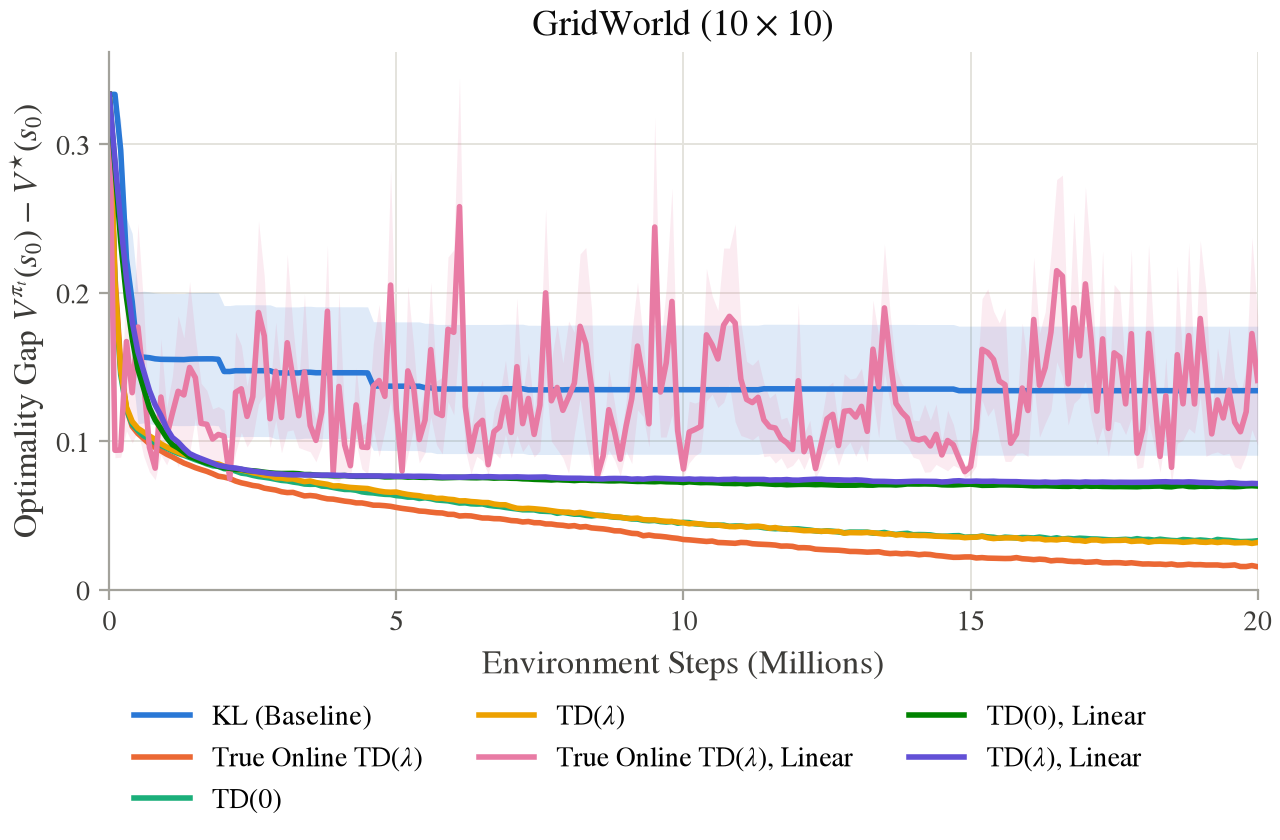 GridWorld (10 × 10)
Optimality Gap V^{π_t}(s_0) − V^★(s_0)
0.3
0.2
0.1
0
0 5 10 15 20
Environment Steps (Millions)
KL (Baseline) TD(λ) TD(0), Linear
True Online TD(λ) True Online TD(λ), Linear TD(λ), Linear
TD(0)